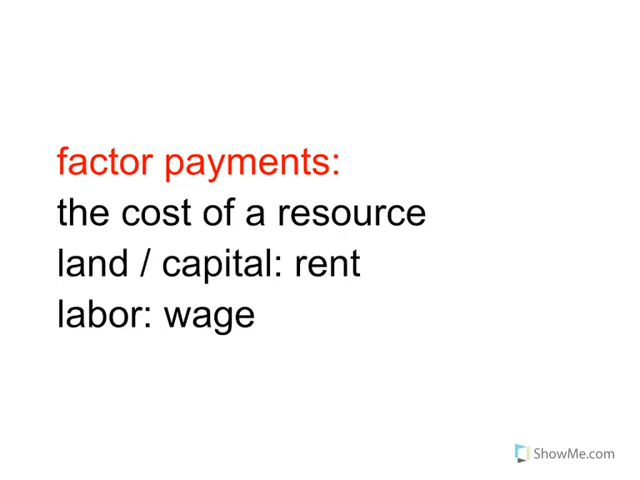 factor payments:
the cost of a resource
land / capital: rent
labor: wage
ShowMe.com